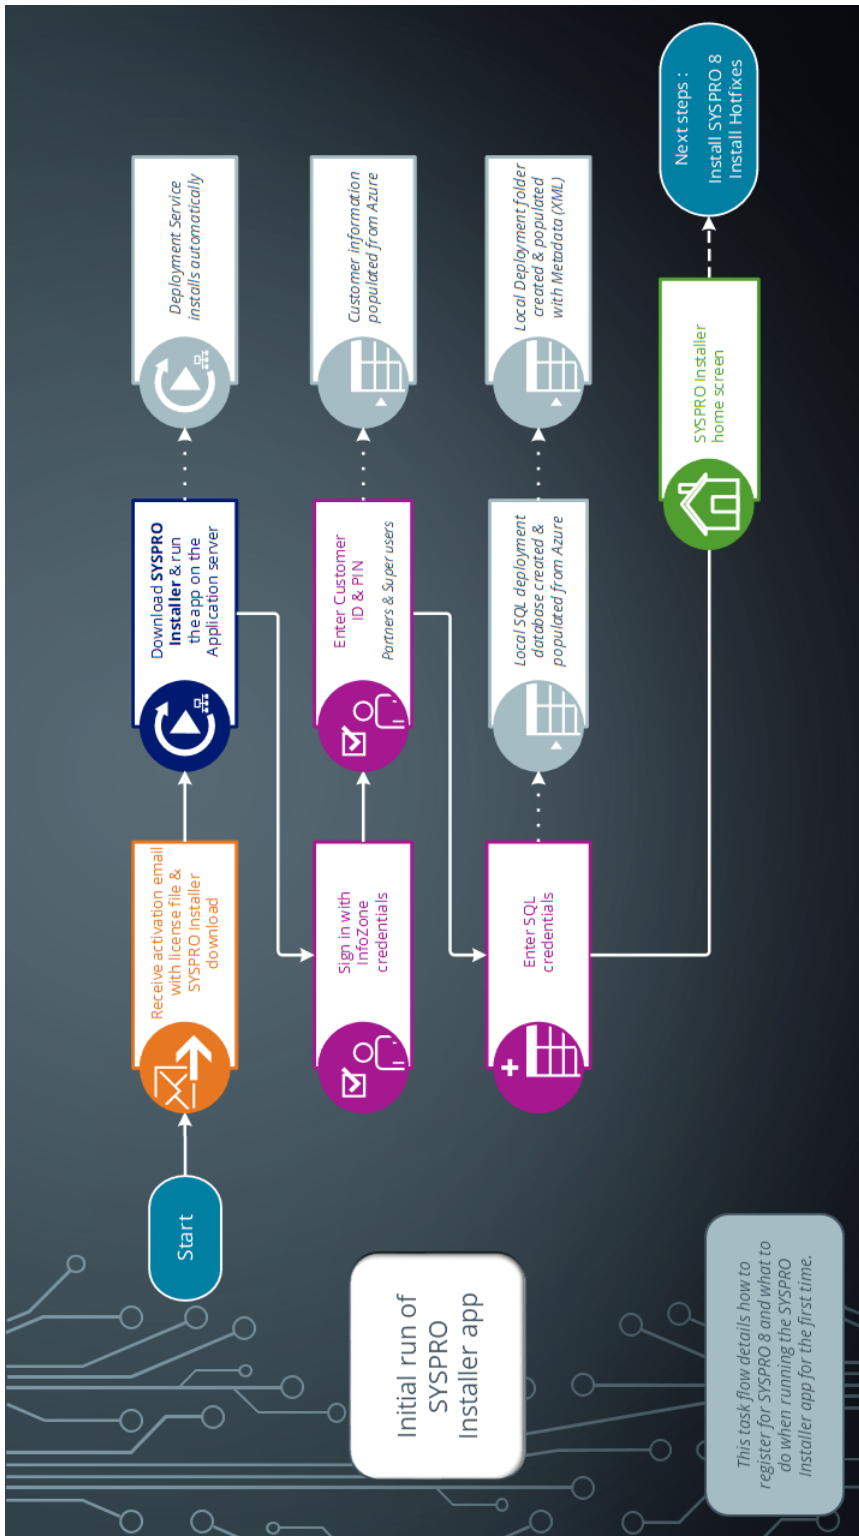 Start
Receive activation email
with license file &
SYSPRO Installer
download
Download SYSPRO
Installer & run
the app on the
Application server
Deployment Service
installs automatically
Sign in with
InfoZone
credentials
Enter Customer
ID & PIN
Partners & Super users
Customer information
populated from Azure
Enter SQL
credentials
Local SQL deployment
database created &
populated from Azure
Local Deployment folder
created & populated
with Metadata (XML)
SYSPRO Installer
home screen
Next steps :
Install SYSPRO 8
Install Hotfixes
Initial run of
SYSPRO
Installer app
This task flow details how to
register for SYSPRO 8 and what to
do when running the SYSPRO
Installer app for the first time.